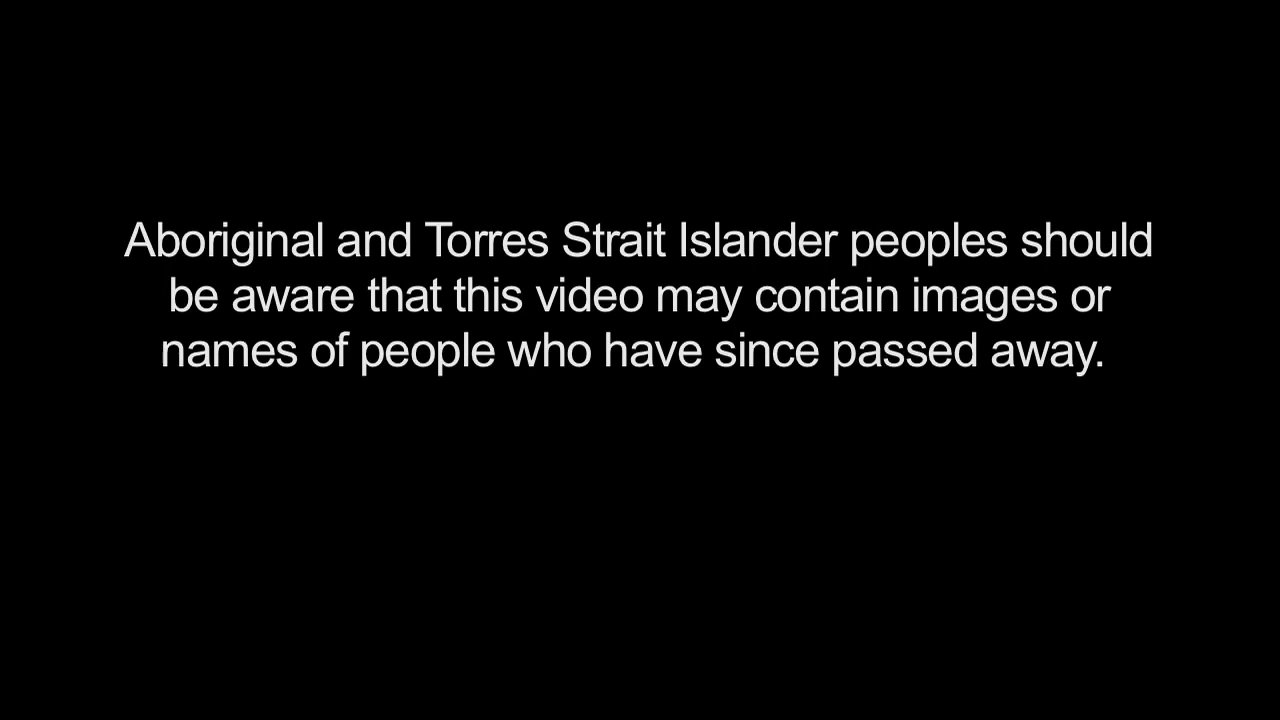 Aboriginal and Torres Strait Islander peoples should
be aware that this video may contain images or
names of people who have since passed away.